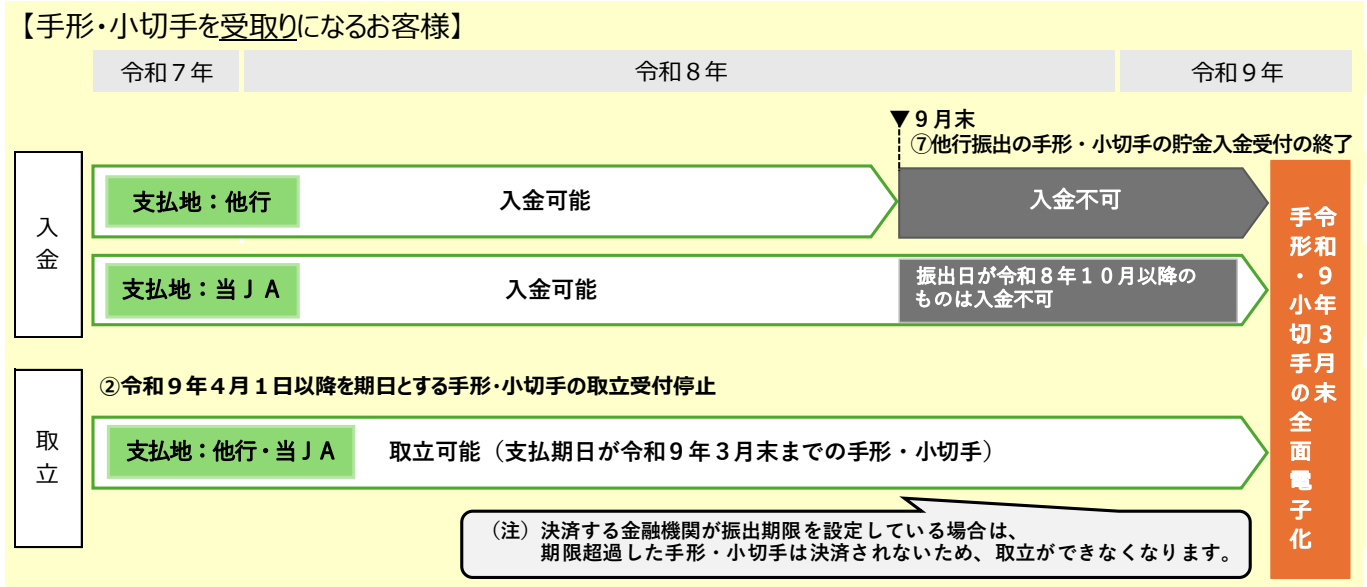 【手形・小切手を受取りになるお客様】
令和７年
令和８年
令和９年
▼９月末
⑦他行振出の手形・小切手の貯金入金受付の終了
入金
支払地：他行
入金可能
入金不可
支払地：当ＪＡ
入金可能
振出日が令和８年１０月以降の
ものは入金不可
令和９年３月末
手形・小切手の全面電子化
②令和９年４月１日以降を期日とする手形・小切手の取立受付停止
取立
支払地：他行・当ＪＡ
取立可能（支払期日が令和９年３月末までの手形・小切手）
（注）決済する金融機関が振出期限を設定している場合は、
期限超過した手形・小切手は決済されないため、取立ができなくなります。